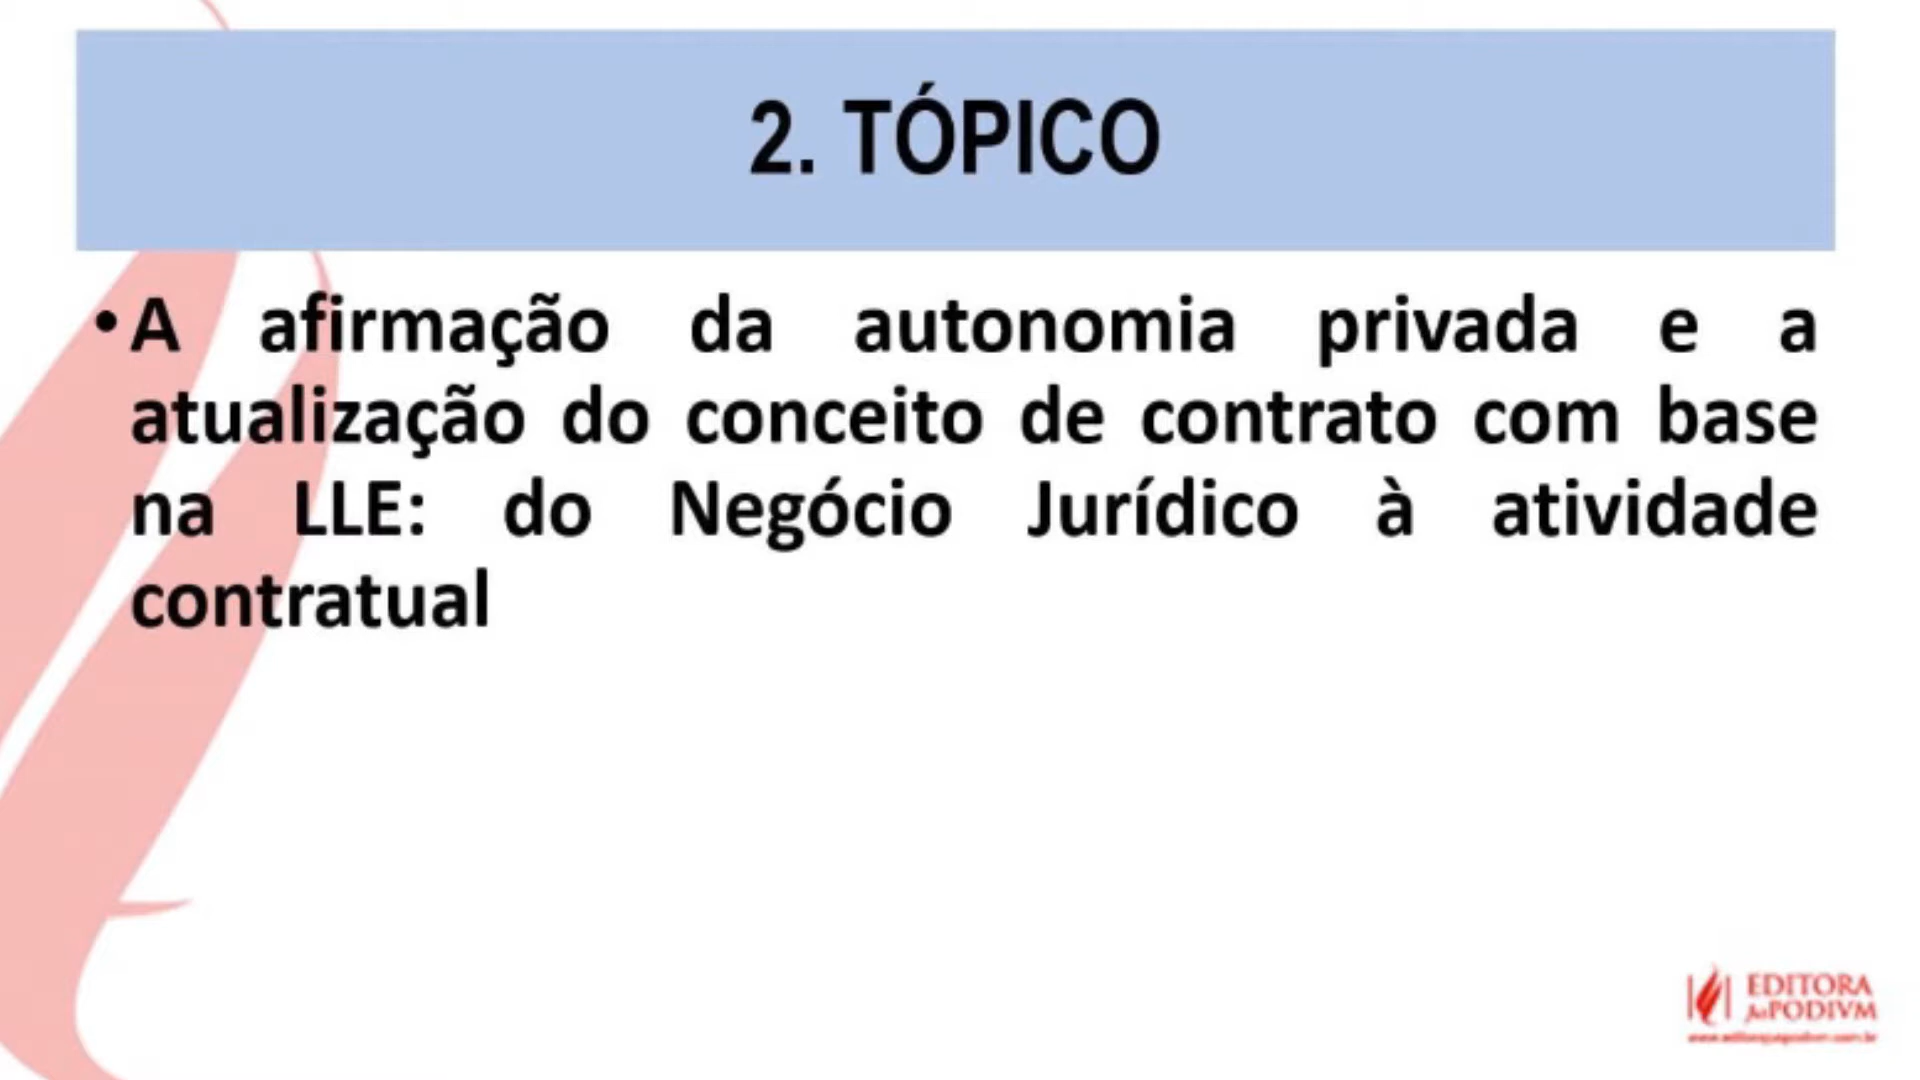 2. TÓPICO
• A afirmação da autonomia privada e a
atualização do conceito de contrato com base
na LLE: do Negócio Jurídico à atividade
contratual
EDITORA
JusPODIVM